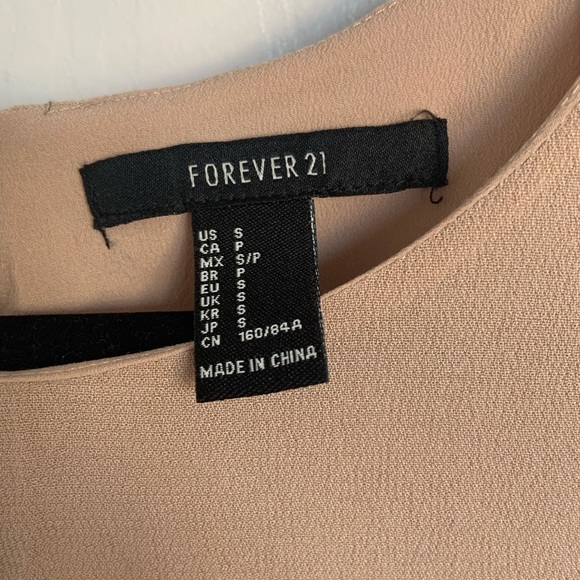 FOREVER 21
US S
CA P
MX S/P
BR P
EU S
UK S
KR S
JP S
CN 160/84A
MADE IN CHINA